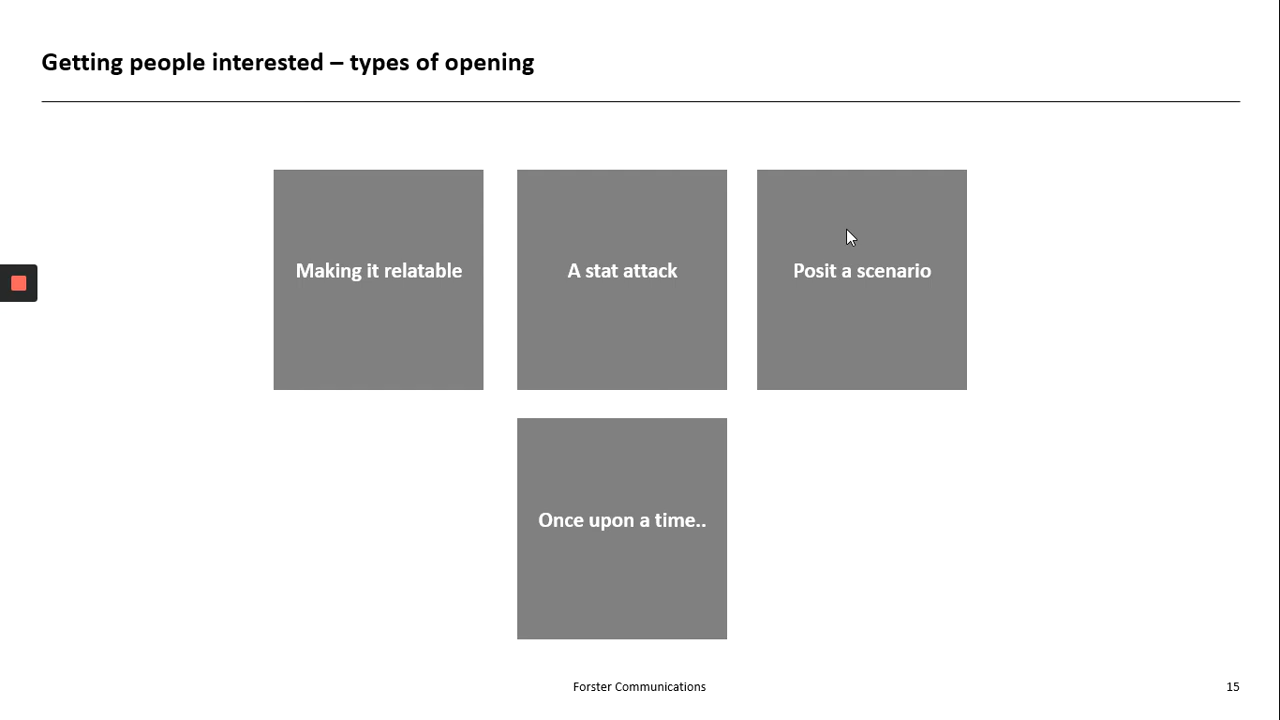 Getting people interested – types of opening
Making it relatable
A stat attack
Posit a scenario
Once upon a time..
Forster Communications
15